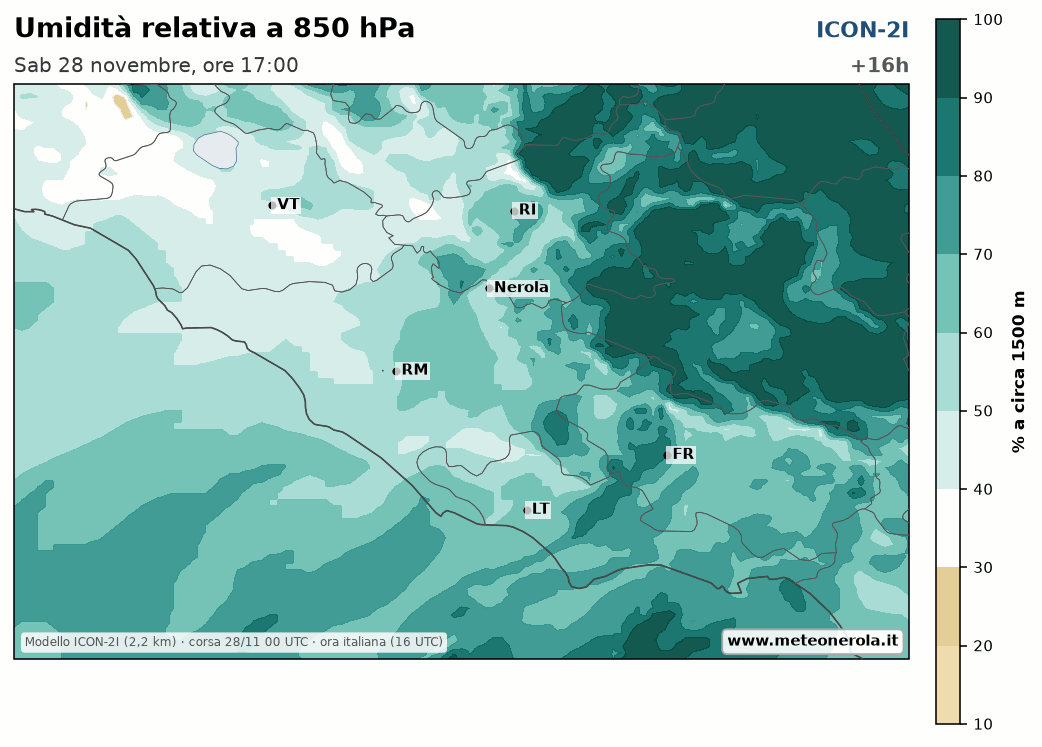 Umidità relativa a 850 hPa
ICON-2I
Sab 28 novembre, ore 17:00
+16h
VT
RI
Nerola
RM
FR
LT
Modello ICON-2I (2,2 km) · corsa 28/11 00 UTC · ora italiana (16 UTC)
www.meteonerola.it
100
90
80
70
60
50
40
30
20
10
% a circa 1500 m